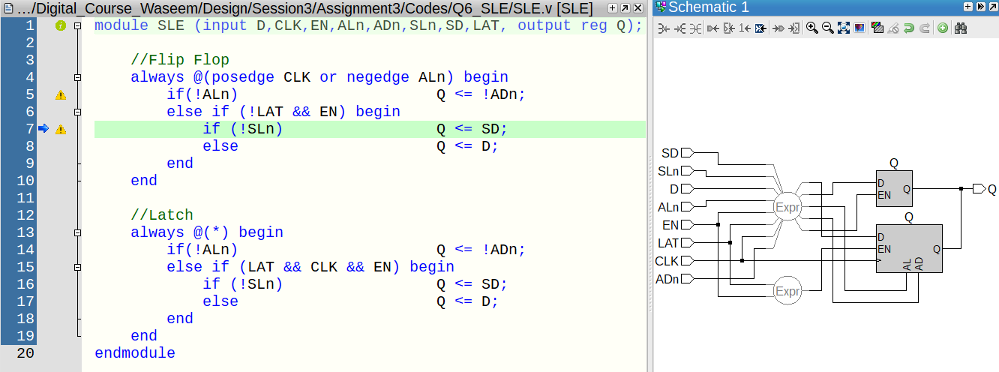 …/Digital_Course_Waseem/Design/Session3/Assignment3/Codes/Q6_SLE/SLE.v [SLE]
1 module SLE (input D,CLK,EN,ALn,ADn,SLn,SD,LAT, output reg Q);
2
3 //Flip Flop
4 always @(posedge CLK or negedge ALn) begin
5 if(!ALn) Q <= !ADn;
6 else if (!LAT && EN) begin
7 if (!SLn) Q <= SD;
8 else Q <= D;
9 end
10 end
11
12 //Latch
13 always @(*) begin
14 if(!ALn) Q <= !ADn;
15 else if (LAT && CLK && EN) begin
16 if (!SLn) Q <= SD;
17 else Q <= D;
18 end
19 end
20 endmodule
Schematic 1
SD
SLn
D
ALn
EN
LAT
CLK
ADn
Expr
Expr
Q
D
EN
Q
Q
Q
D
EN
Q
AL
AD